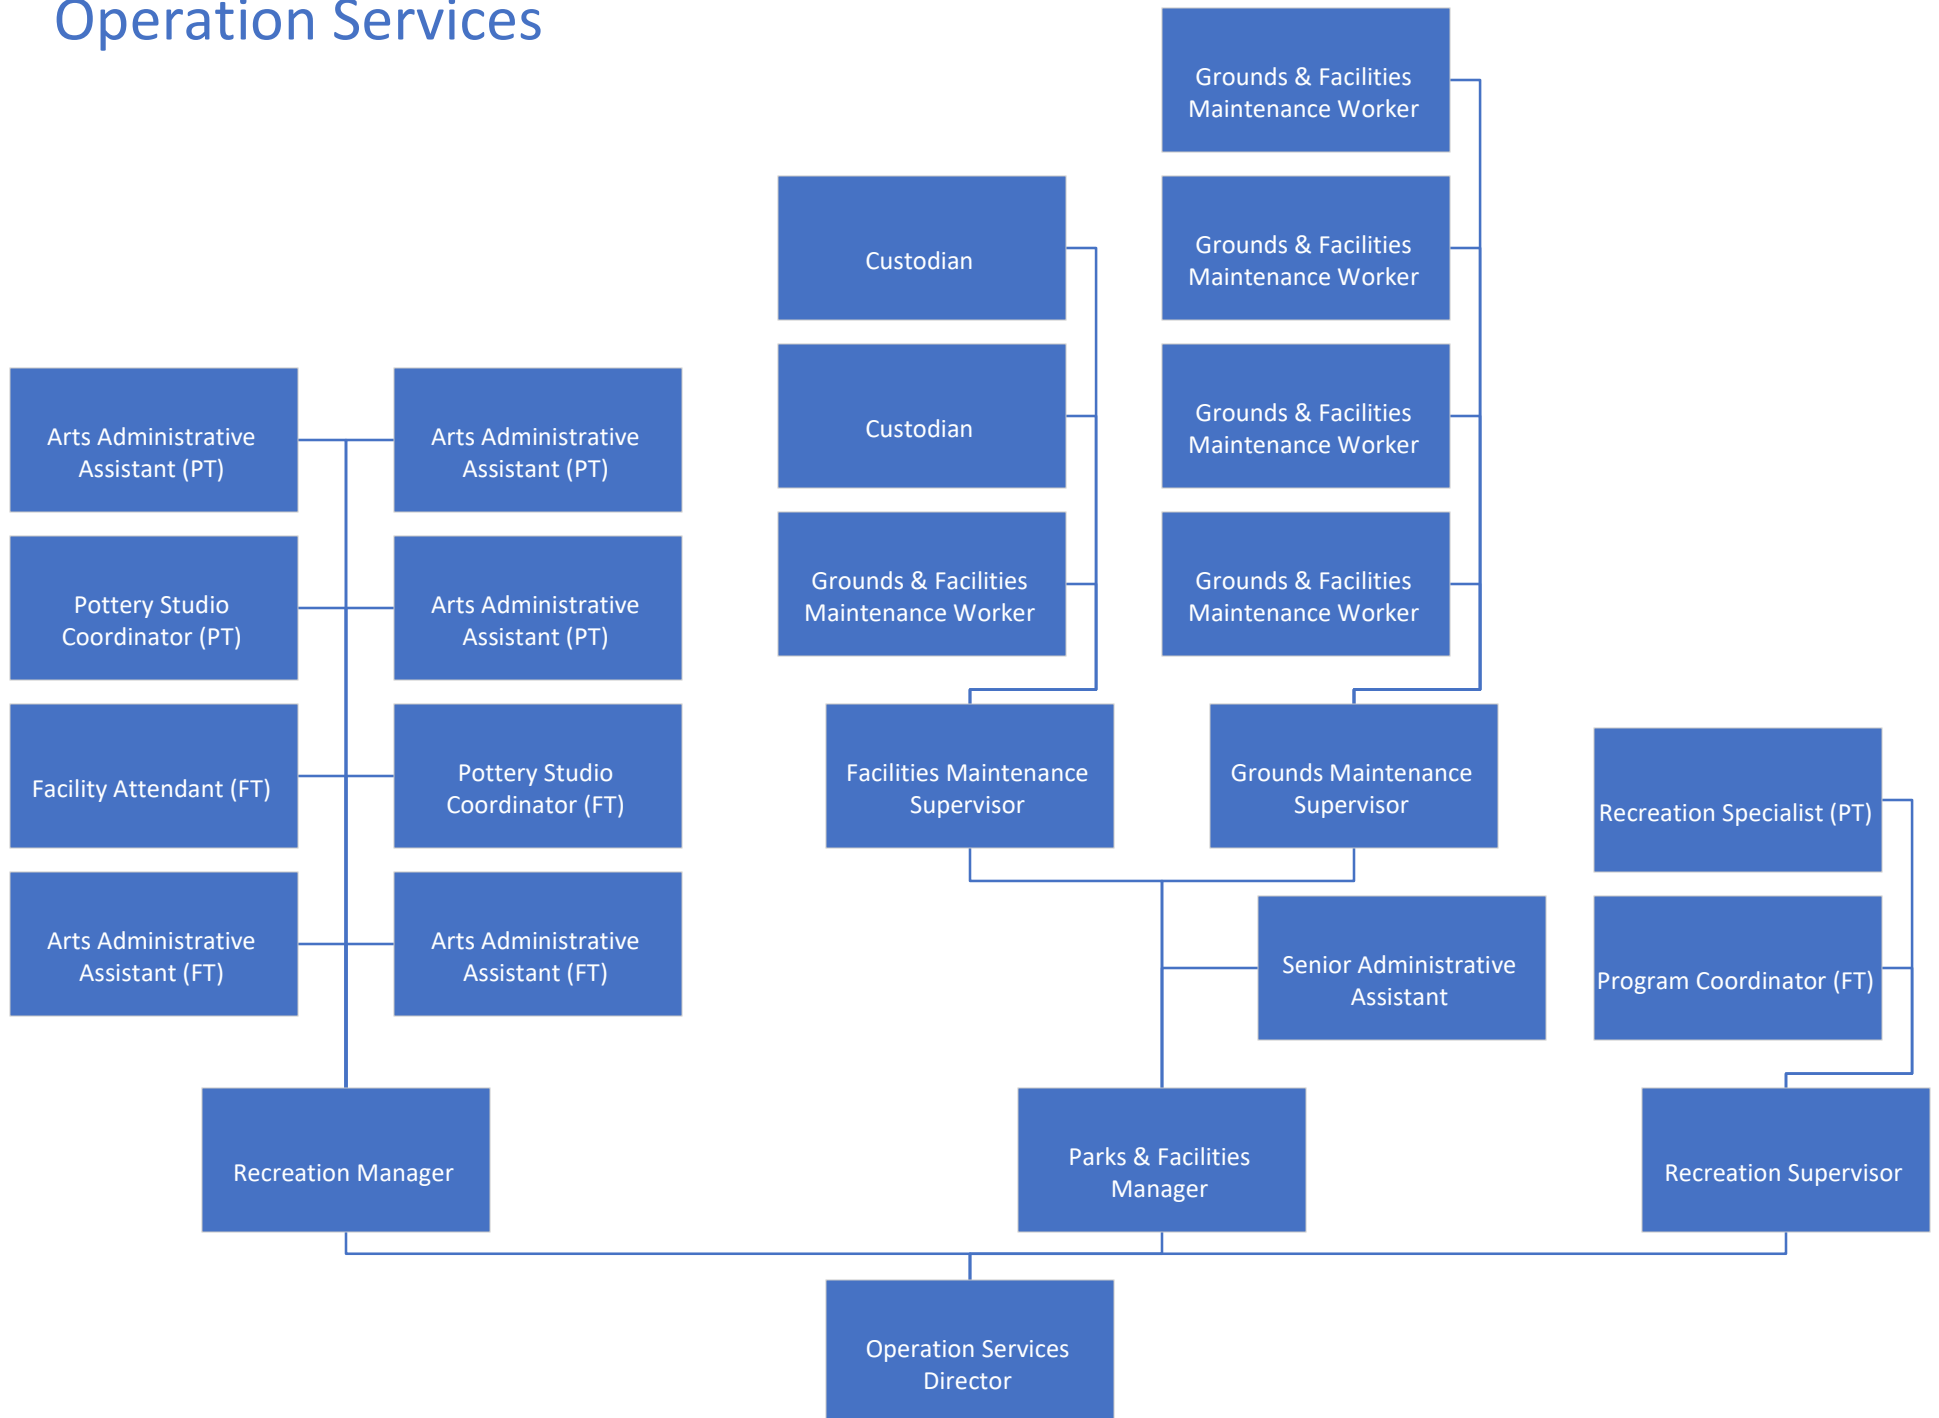 Operation Services
Grounds & Facilities
Maintenance Worker
Custodian
Grounds & Facilities
Maintenance Worker
Arts Administrative
Assistant (PT)
Arts Administrative
Assistant (PT)
Custodian
Grounds & Facilities
Maintenance Worker
Pottery Studio
Coordinator (PT)
Arts Administrative
Assistant (PT)
Grounds & Facilities
Maintenance Worker
Grounds & Facilities
Maintenance Worker
Facility Attendant (FT)
Pottery Studio
Coordinator (FT)
Facilities Maintenance
Supervisor
Grounds Maintenance
Supervisor
Recreation Specialist (PT)
Arts Administrative
Assistant (FT)
Arts Administrative
Assistant (FT)
Senior Administrative
Assistant
Program Coordinator (FT)
Recreation Manager
Parks & Facilities
Manager
Recreation Supervisor
Operation Services
Director